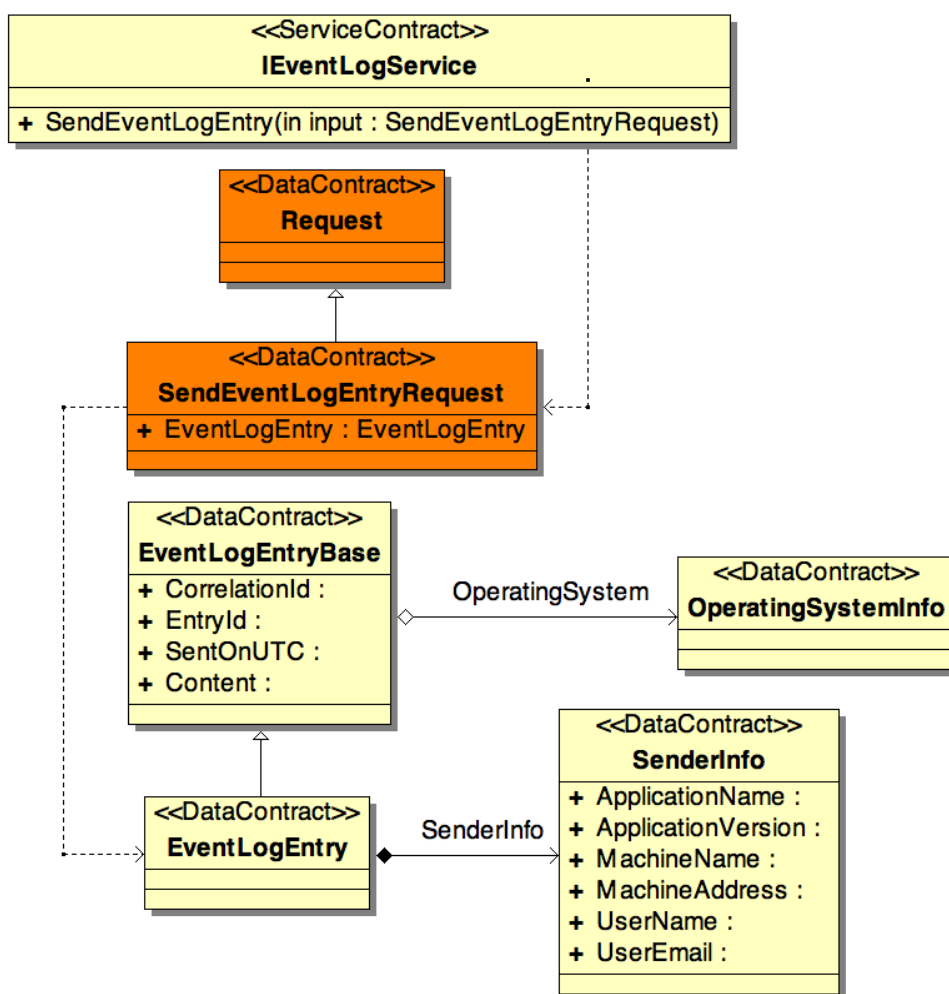 <<ServiceContract>>
IEventLogService
+ SendEventLogEntry(in input : SendEventLogEntryRequest)
<<DataContract>>
Request
<<DataContract>>
SendEventLogEntryRequest
+ EventLogEntry : EventLogEntry
<<DataContract>>
EventLogEntryBase
+ CorrelationId :
+ EntryId :
+ SentOnUTC :
+ Content :
OperatingSystem
<<DataContract>>
OperatingSystemInfo
<<DataContract>>
EventLogEntry
SenderInfo
<<DataContract>>
SenderInfo
+ ApplicationName :
+ ApplicationVersion :
+ MachineName :
+ MachineAddress :
+ UserName :
+ UserEmail :